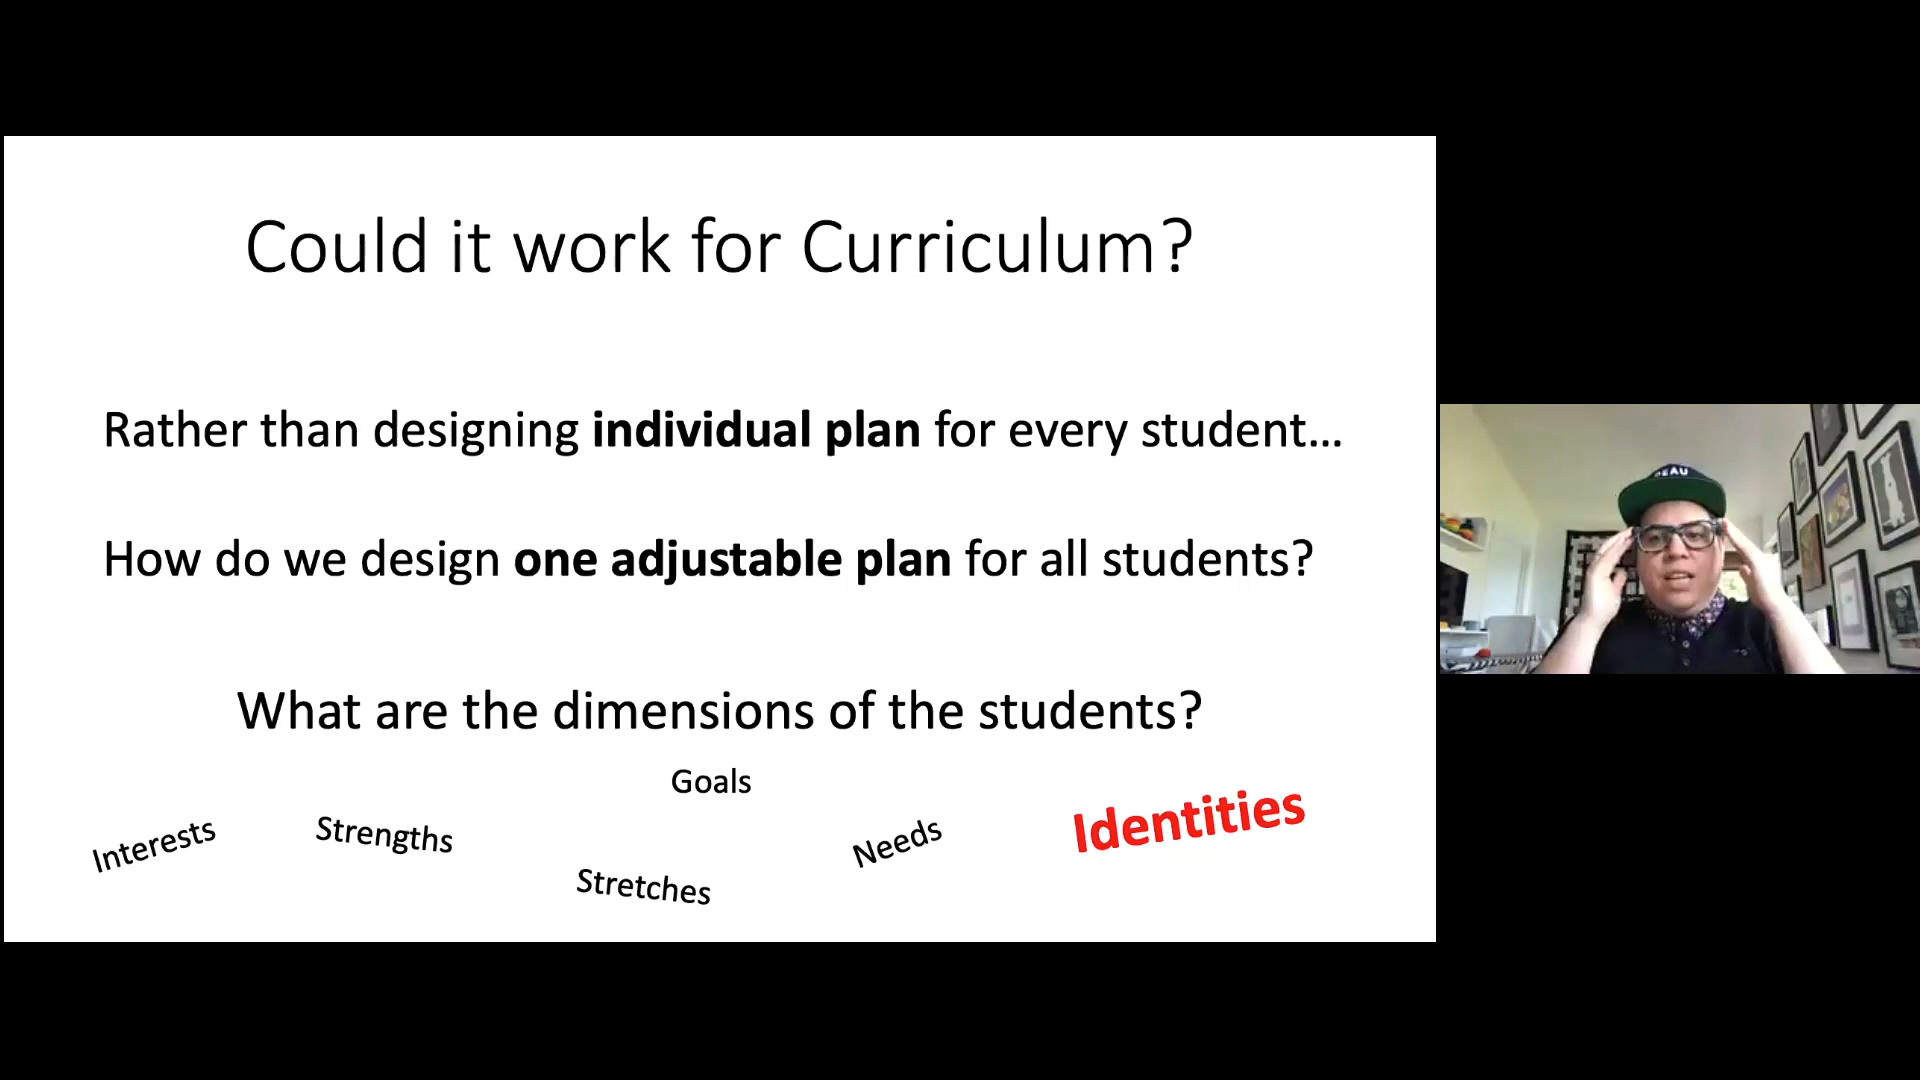 Could it work for Curriculum?
Rather than designing individual plan for every student...
How do we design one adjustable plan for all students?
What are the dimensions of the students?
Goals
Interests
Strengths
Stretches
Needs
Identities